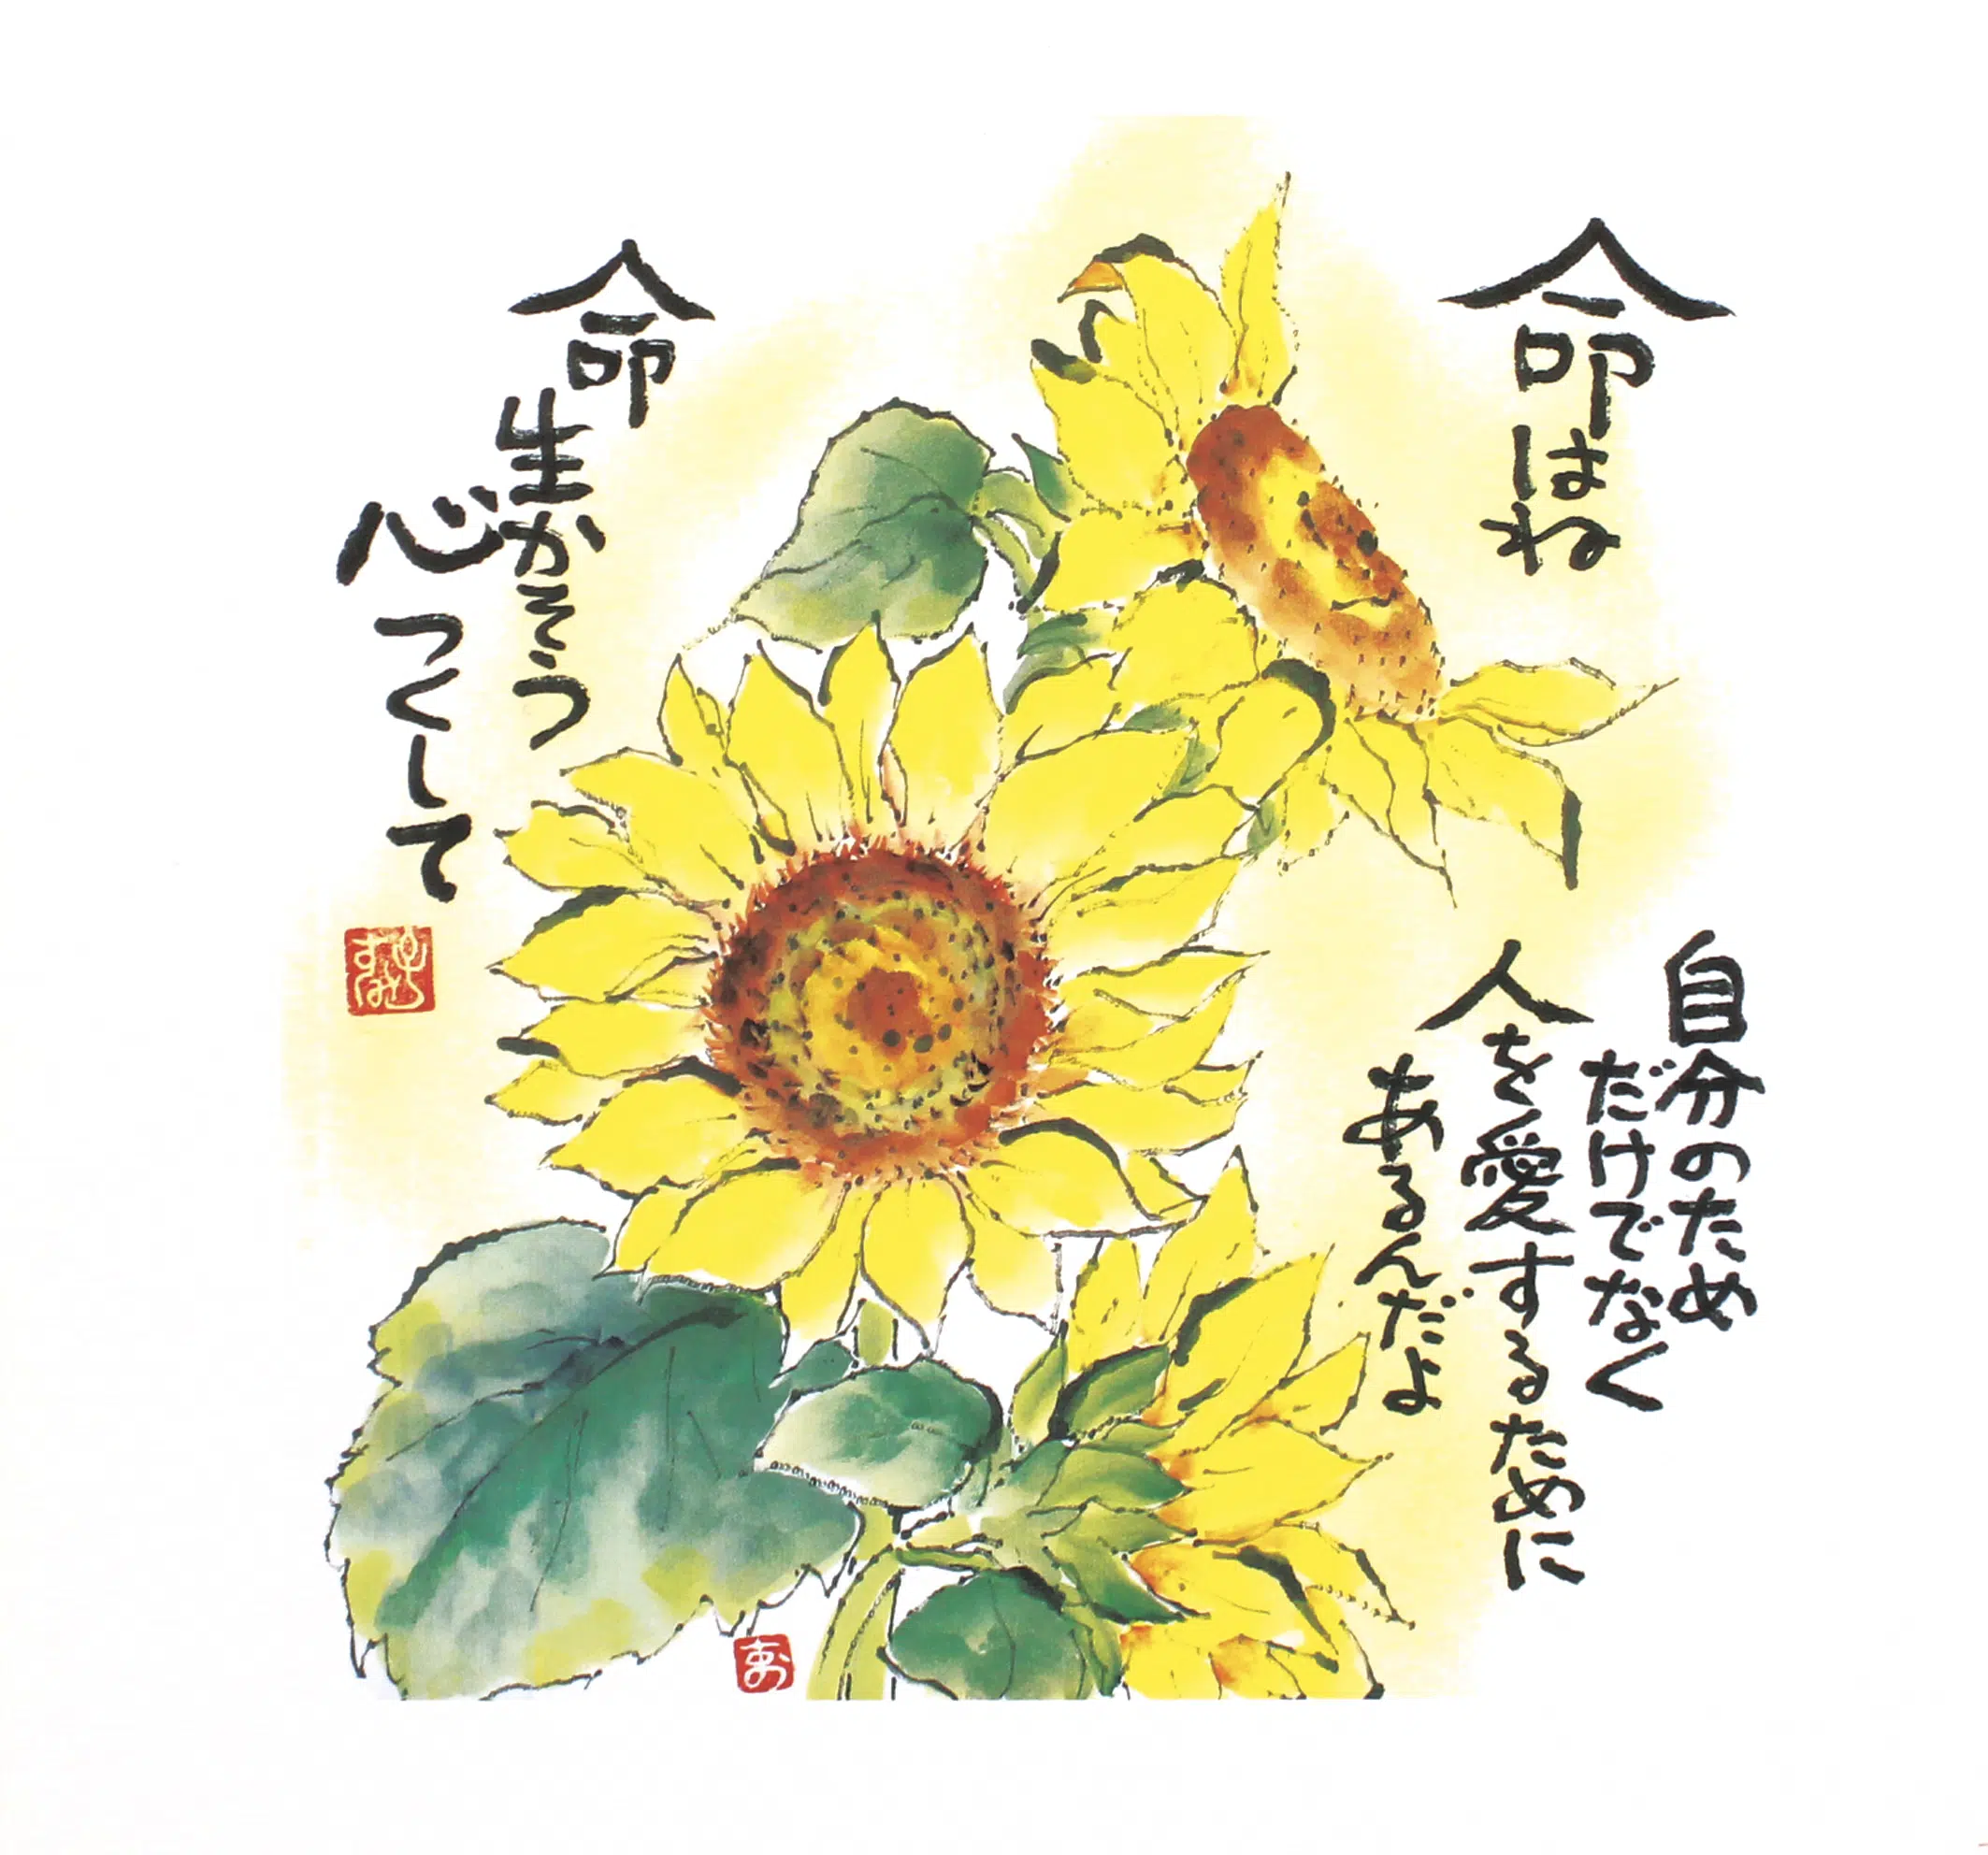 命はね
自分のため
だけでなく
人を愛するために
あるんだよ
命
生かそう
心
つくして